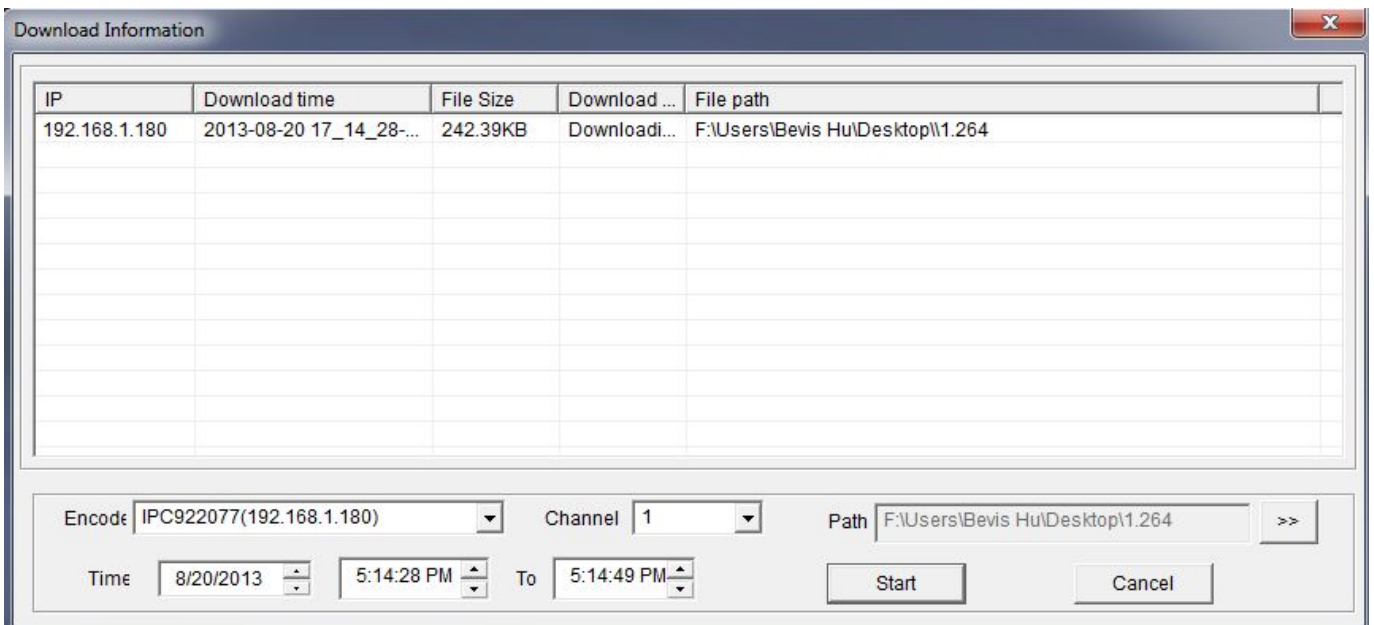 Download Information
X
IP Download time File Size Download ... File path
192.168.1.180 2013-08-20 17_14_28-... 242.39KB Downloadi... F:\Users\Bevis Hu\Desktop\\1.264
Encode IPC922077(192.168.1.180) Channel 1 Path F:\Users\Bevis Hu\Desktop\1.264 >>
Time 8/20/2013 5:14:28 PM To 5:14:49 PM Start Cancel